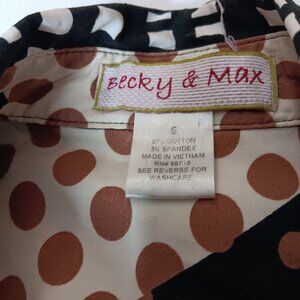 Becky & Max
S
97% COTTON
3% SPANDEX
MADE IN VIETNAM
SEE REVERSE FOR
WASHCARE